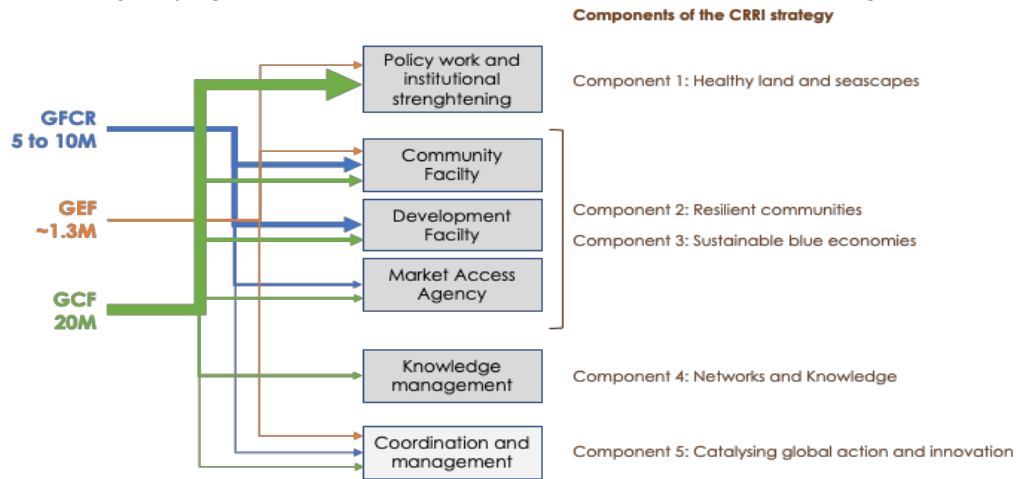 Components of the CRRI strategy
Policy work and
institutional
strenghtening
Component 1: Healthy land and seascapes
GFCR
5 to 10M
Community
Facilty
GEF
~1.3M
Development
Facilty
Component 2: Resilient communities
Component 3: Sustainable blue economies
Market Access
Agency
GCF
20M
Knowledge
management
Component 4: Networks and Knowledge
Coordination and
management
Component 5: Catalysing global action and innovation